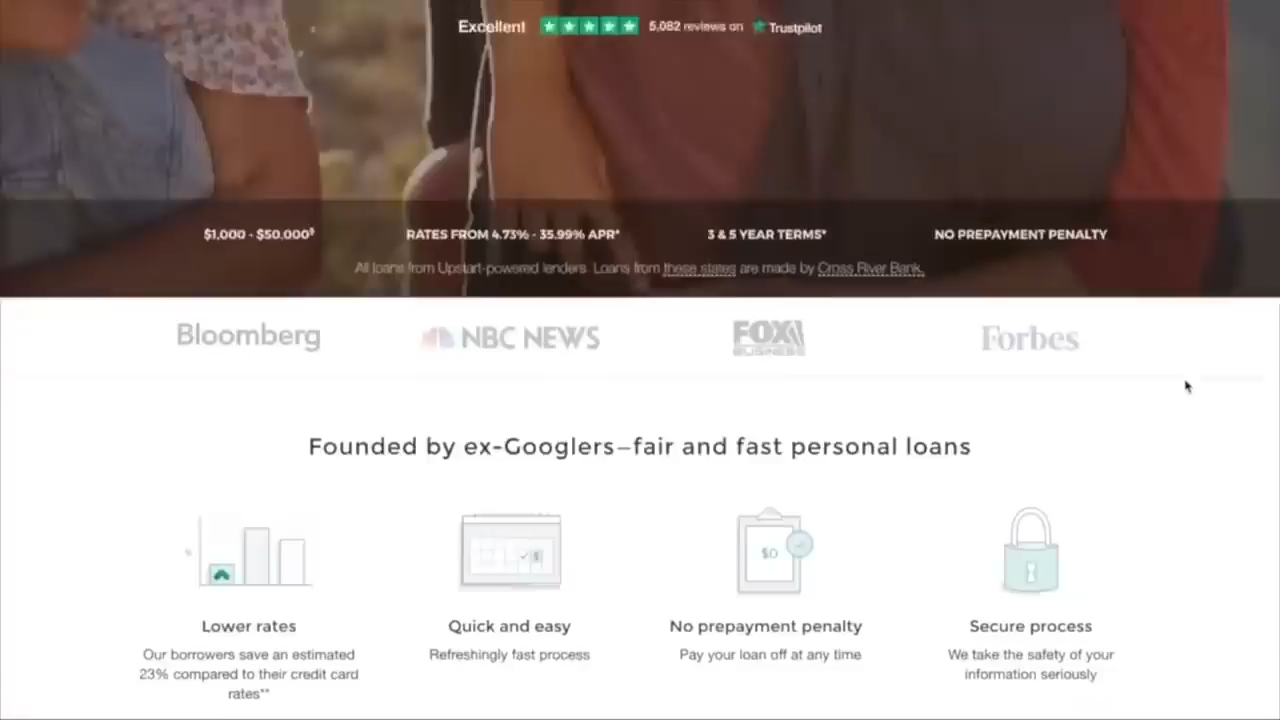 Excellent 5,082 reviews on Trustpilot
$1,000 - $50,000§ RATES FROM 4.73% - 35.99% APR* 3 & 5 YEAR TERMS* NO PREPAYMENT PENALTY
All loans from Upstart-powered lenders. Loans from these states are made by Cross River Bank.
Bloomberg NBC NEWS FOX BUSINESS Forbes
Founded by ex-Googlers—fair and fast personal loans
$
$0
Lower rates
Our borrowers save an estimated
23% compared to their credit card
rates**
Quick and easy
Refreshingly fast process
No prepayment penalty
Pay your loan off at any time
Secure process
We take the safety of your
information seriously